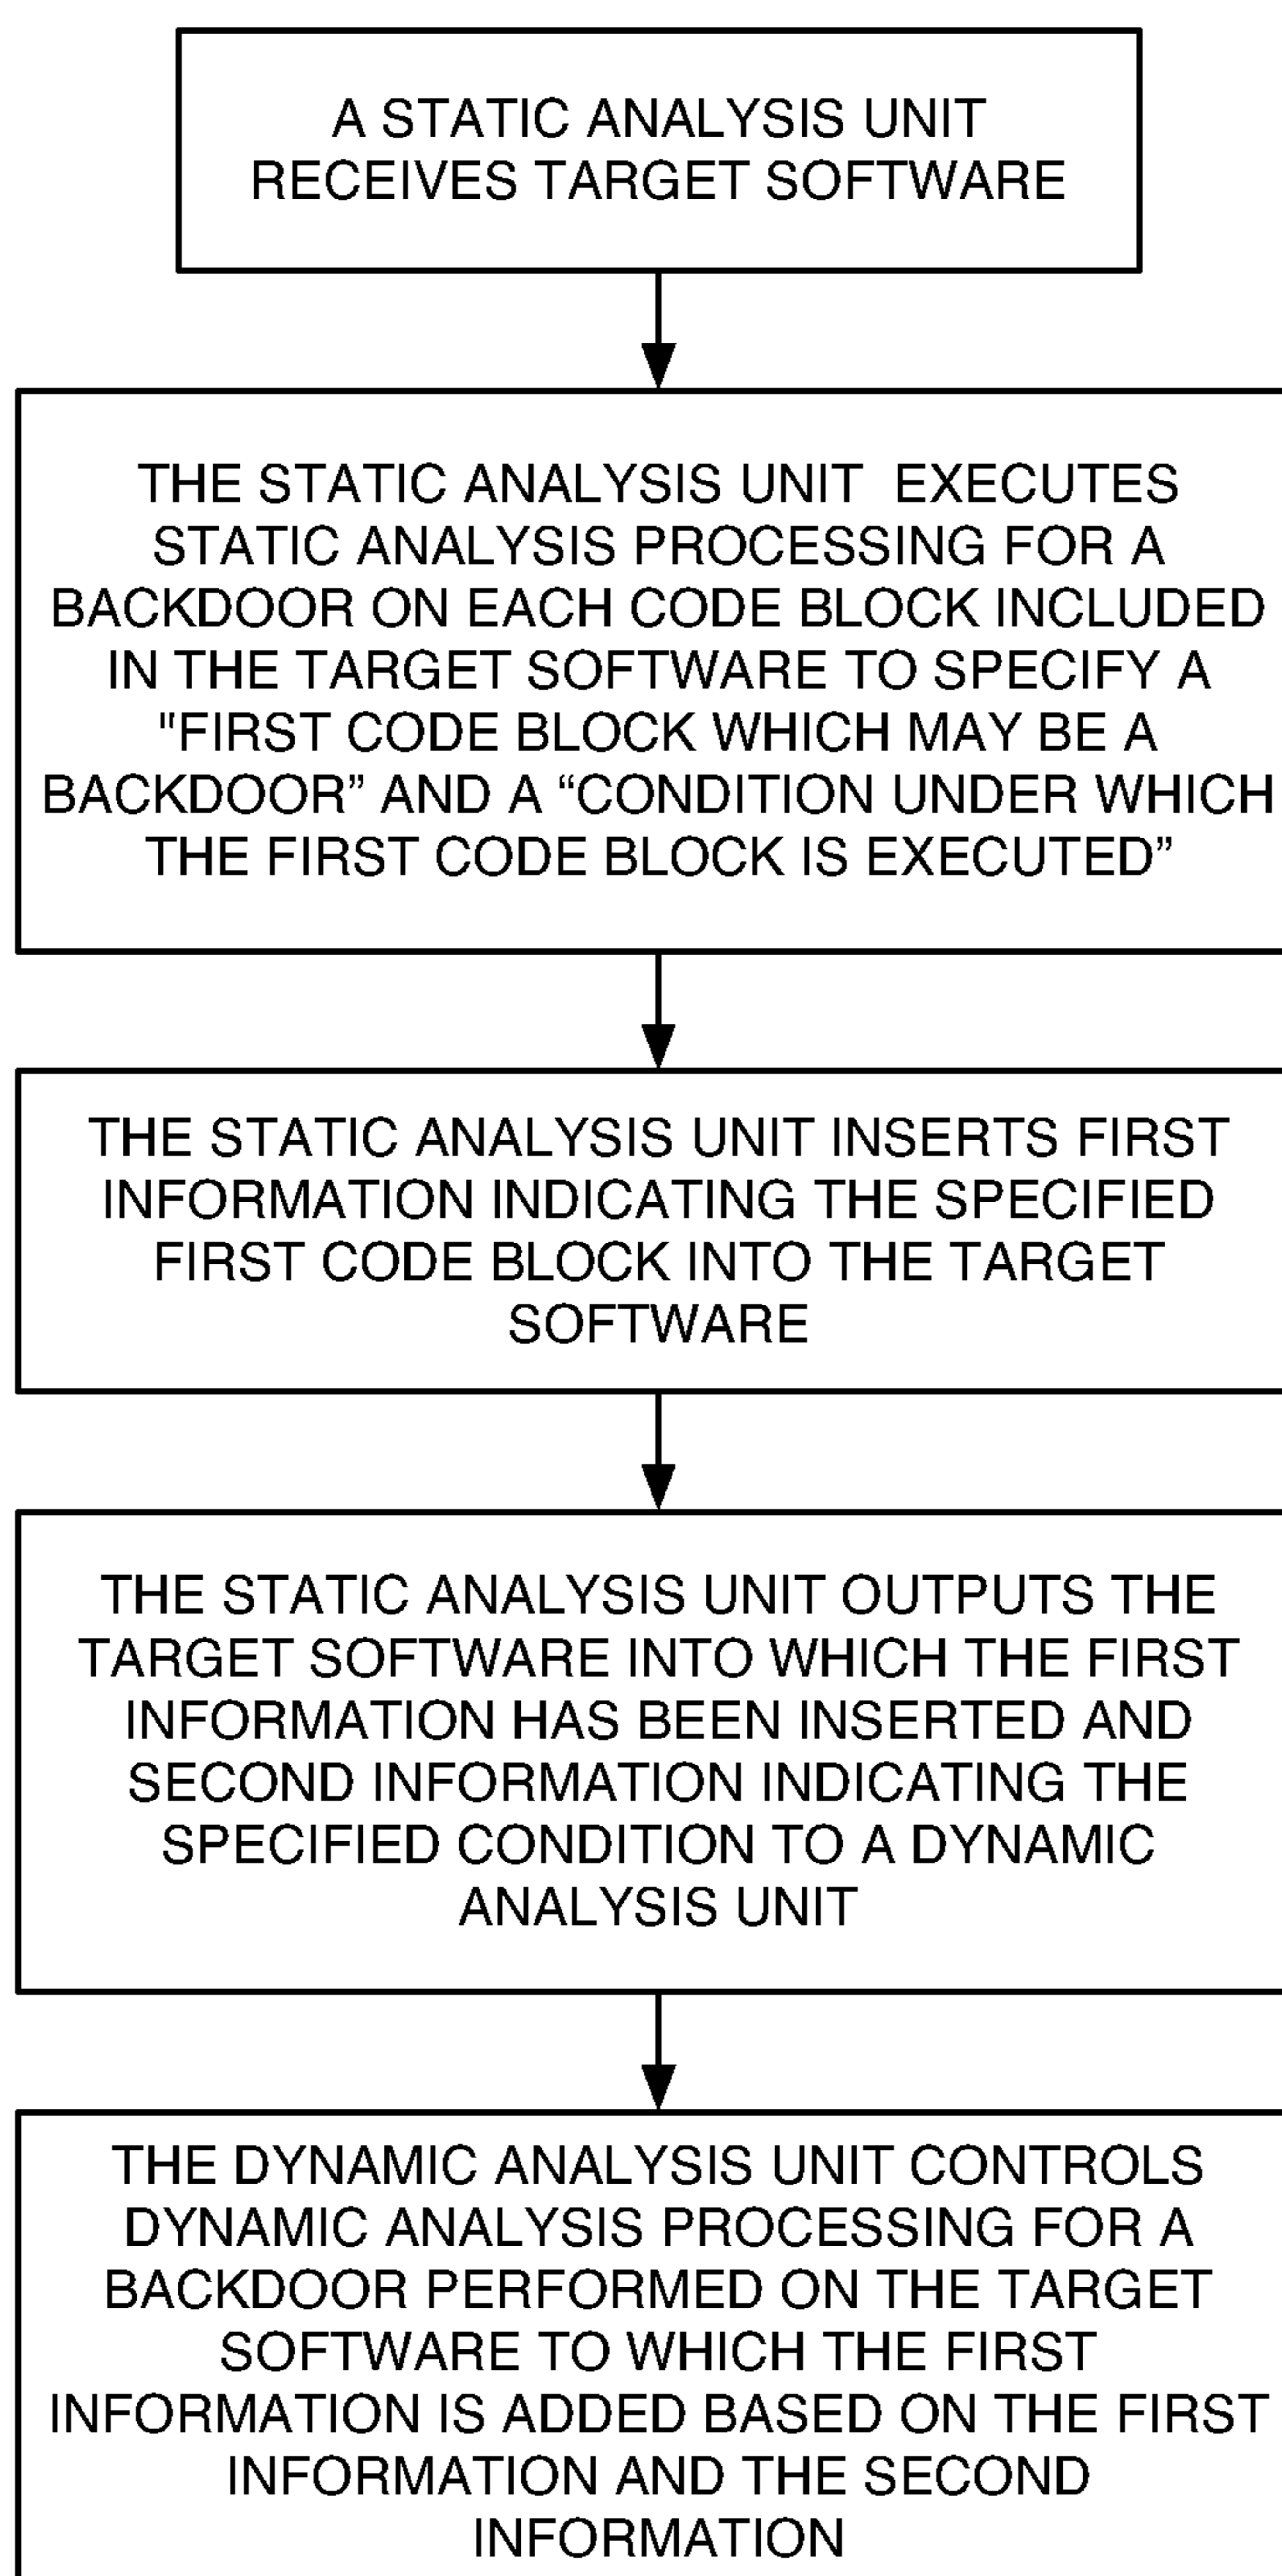 A STATIC ANALYSIS UNIT
RECEIVES TARGET SOFTWARE
THE STATIC ANALYSIS UNIT EXECUTES
STATIC ANALYSIS PROCESSING FOR A
BACKDOOR ON EACH CODE BLOCK INCLUDED
IN THE TARGET SOFTWARE TO SPECIFY A
"FIRST CODE BLOCK WHICH MAY BE A
BACKDOOR” AND A “CONDITION UNDER WHICH
THE FIRST CODE BLOCK IS EXECUTED”
THE STATIC ANALYSIS UNIT INSERTS FIRST
INFORMATION INDICATING THE SPECIFIED
FIRST CODE BLOCK INTO THE TARGET
SOFTWARE
THE STATIC ANALYSIS UNIT OUTPUTS THE
TARGET SOFTWARE INTO WHICH THE FIRST
INFORMATION HAS BEEN INSERTED AND
SECOND INFORMATION INDICATING THE
SPECIFIED CONDITION TO A DYNAMIC
ANALYSIS UNIT
THE DYNAMIC ANALYSIS UNIT CONTROLS
DYNAMIC ANALYSIS PROCESSING FOR A
BACKDOOR PERFORMED ON THE TARGET
SOFTWARE TO WHICH THE FIRST
INFORMATION IS ADDED BASED ON THE FIRST
INFORMATION AND THE SECOND
INFORMATION